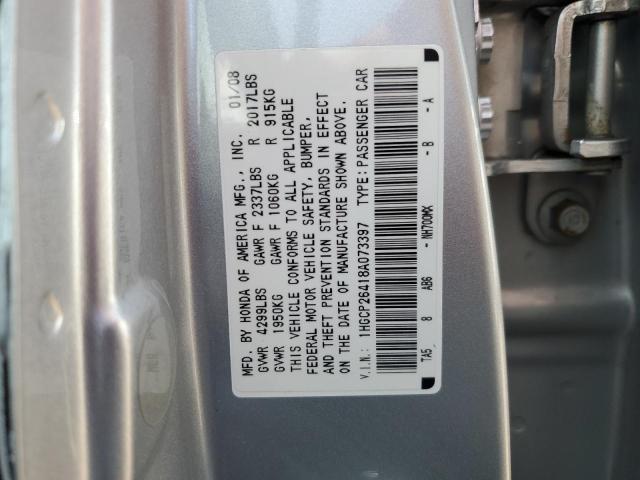 MFD. BY HONDA OF AMERICA MFG., INC. 01/08
GVWR 4299LBS GAWR F 2337LBS R 2017LBS
GVWR 1950KG GAWR F 1060KG R 915KG
THIS VEHICLE CONFORMS TO ALL APPLICABLE
FEDERAL MOTOR VEHICLE SAFETY, BUMPER,
AND THEFT PREVENTION STANDARDS IN EFFECT
ON THE DATE OF MANUFACTURE SHOWN ABOVE.
V.I.N.: 1HGCP26418A073397 TYPE: PASSENGER CAR
TA5 8 AB6 - NH700MX - B - A